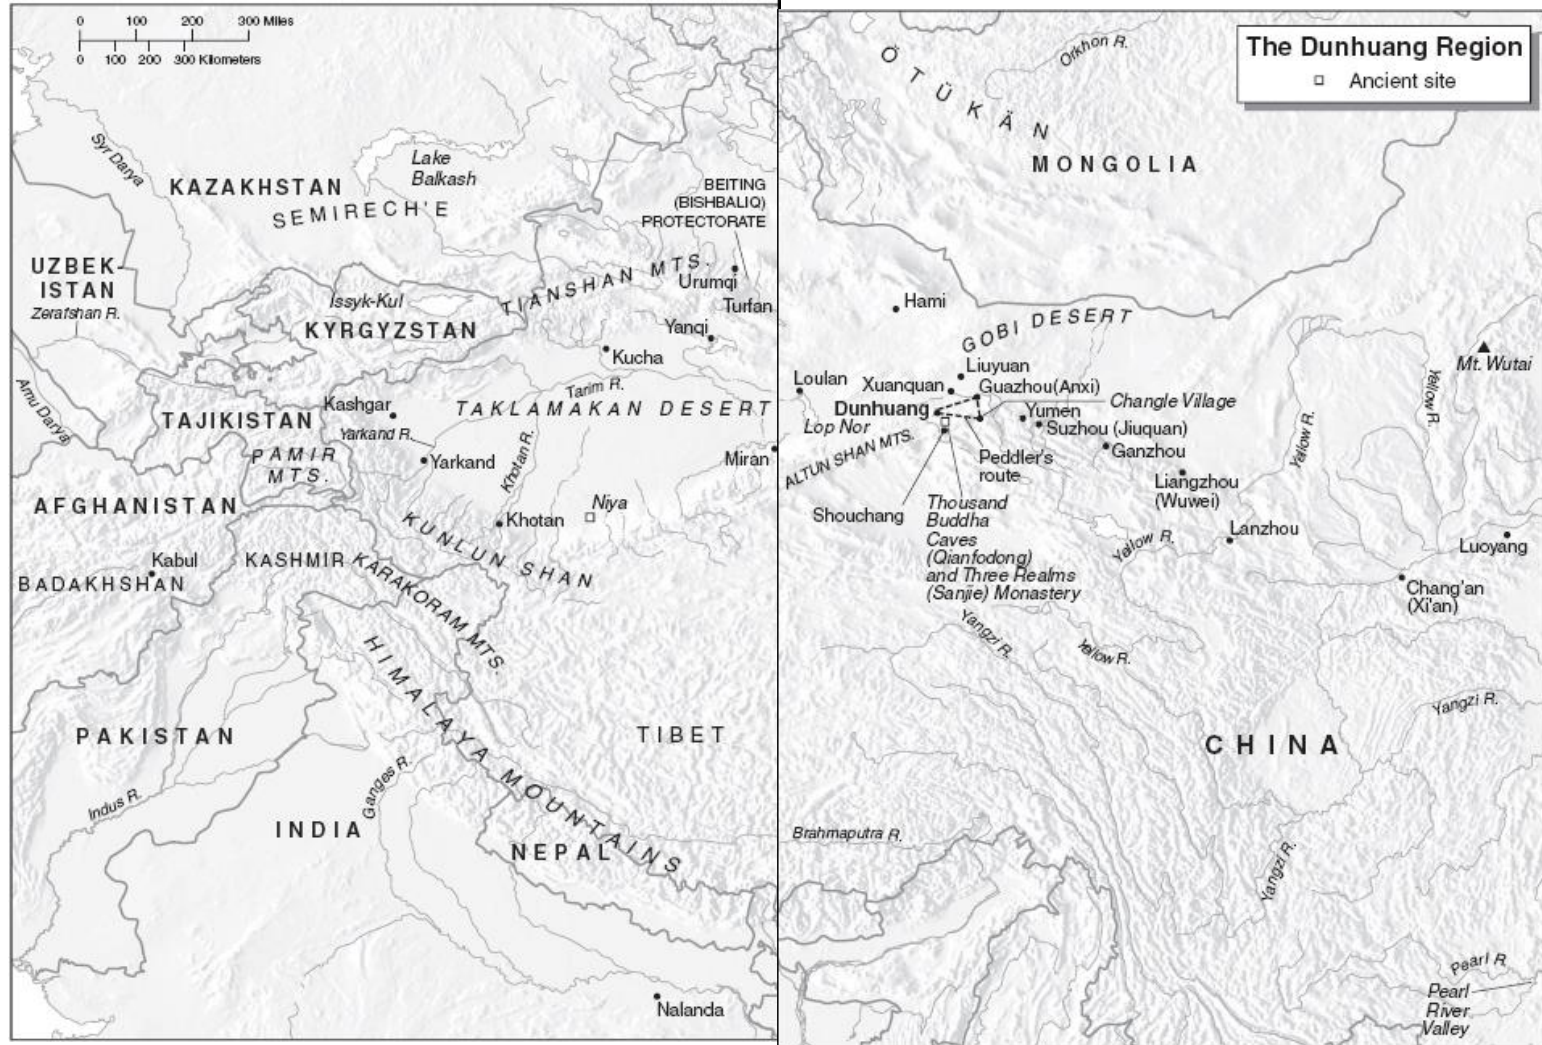 0 100 200 300 Miles
0 100 200 300 Kilometers
Syr Darya
Lake
Balkash
KAZAKHSTAN
SEMIRECH'E
BEITING
(BISHBALIQ)
PROTECTORATE
UZBEK-
ISTAN
Zerafshan R.
TIANSHAN MTS.
Urumqi
Turfan
Issyk-Kul
KYRGYZSTAN
Yanqi
Kucha
Amu Darya
Tarim R.
Kashgar
TAKLAMAKAN DESERT
TAJIKISTAN
Yarkand R.
PAMIR
MTS.
Yarkand
Khotan R.
Miran
AFGHANISTAN
Niya
Khotan
KUNLUN SHAN
Kabul
BADAKHSHAN
KASHMIR
KARAKORAM MTS.
HIMALAYA MOUNTAINS
PAKISTAN
TIBET
Ganges R.
Indus R.
INDIA
NEPAL
Nalanda
The Dunhuang Region
Ancient site
Orkhon R.
ÖTÜKÄN
MONGOLIA
Hami
GOBI DESERT
Mt. Wutai
Liuyuan
Loulan
Xuanquan
Guazhou(Anxi)
Changle Village
Yellow R.
Dunhuang
Yumen
Lop Nor
Suzhou (Jiuquan)
Yellow R.
ALTUN SHAN MTS.
Ganzhou
Peddler's
route
Liangzhou
(Wuwei)
Shouchang
Thousand
Buddha
Caves
(Qianfodong)
and Three Realms
(Sanjie) Monastery
Lanzhou
Yellow R.
Luoyang
Chang'an
(Xi'an)
Yangzi R.
Yellow R.
Yangzi R.
CHINA
Brahmaputra R.
Yangzi R.
Pearl R.
Pearl
River
Valley